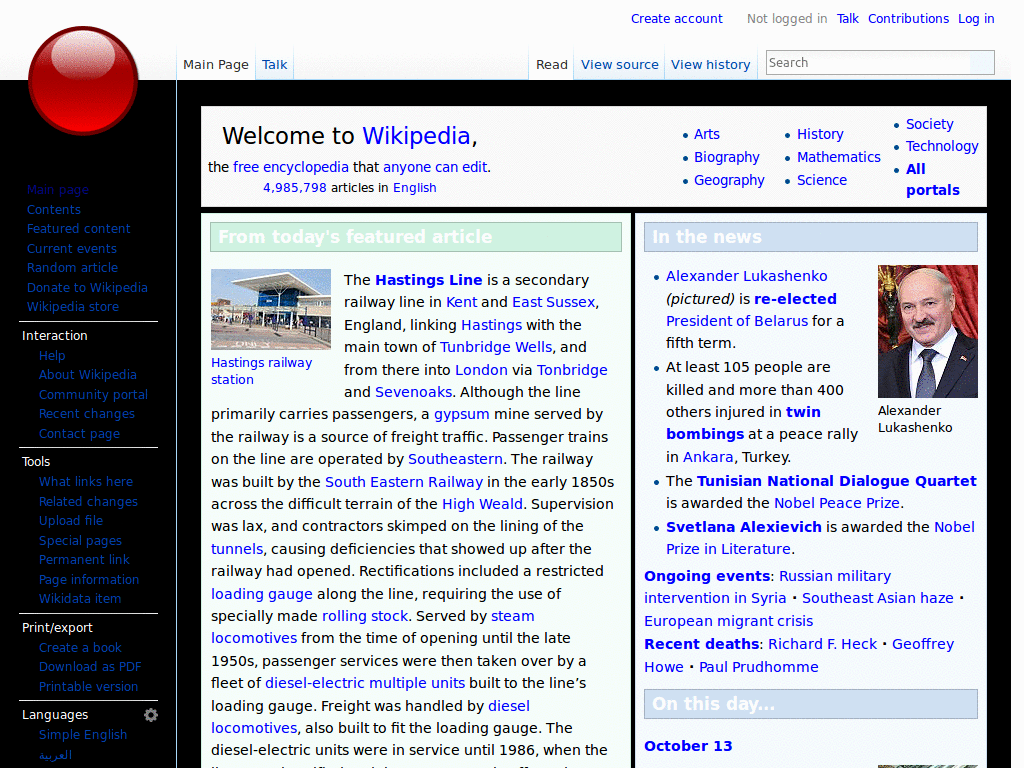 Create account Not logged in Talk Contributions Log in
Main Page Talk Read View source View history Search
Welcome to Wikipedia,
the free encyclopedia that anyone can edit.
4,985,798 articles in English
Arts
Biography
Geography
History
Mathematics
Science
Society
Technology
All
portals
Main page
Contents
Featured content
Current events
Random article
Donate to Wikipedia
Wikipedia store
Interaction
Help
About Wikipedia
Community portal
Recent changes
Contact page
Tools
What links here
Related changes
Upload file
Special pages
Permanent link
Page information
Wikidata item
Print/export
Create a book
Download as PDF
Printable version
Languages
Simple English
العربية
From today's featured article
Hastings railway
station
The Hastings Line is a secondary
railway line in Kent and East Sussex,
England, linking Hastings with the
main town of Tunbridge Wells, and
from there into London via Tonbridge
and Sevenoaks. Although the line
primarily carries passengers, a gypsum mine served by
the railway is a source of freight traffic. Passenger trains
on the line are operated by Southeastern. The railway
was built by the South Eastern Railway in the early 1850s
across the difficult terrain of the High Weald. Supervision
was lax, and contractors skimped on the lining of the
tunnels, causing deficiencies that showed up after the
railway had opened. Rectifications included a restricted
loading gauge along the line, requiring the use of
specially made rolling stock. Served by steam
locomotives from the time of opening until the late
1950s, passenger services were then taken over by a
fleet of diesel-electric multiple units built to the line’s
loading gauge. Freight was handled by diesel
locomotives, also built to fit the loading gauge. The
diesel-electric units were in service until 1986, when the
In the news
Alexander Lukashenko
(pictured) is re-elected
President of Belarus for a
fifth term.
Alexander
Lukashenko
At least 105 people are
killed and more than 400
others injured in twin
bombings at a peace rally
in Ankara, Turkey.
The Tunisian National Dialogue Quartet
is awarded the Nobel Peace Prize.
Svetlana Alexievich is awarded the Nobel
Prize in Literature.
Ongoing events: Russian military
intervention in Syria · Southeast Asian haze ·
European migrant crisis
Recent deaths: Richard F. Heck · Geoffrey
Howe · Paul Prudhomme
On this day...
October 13